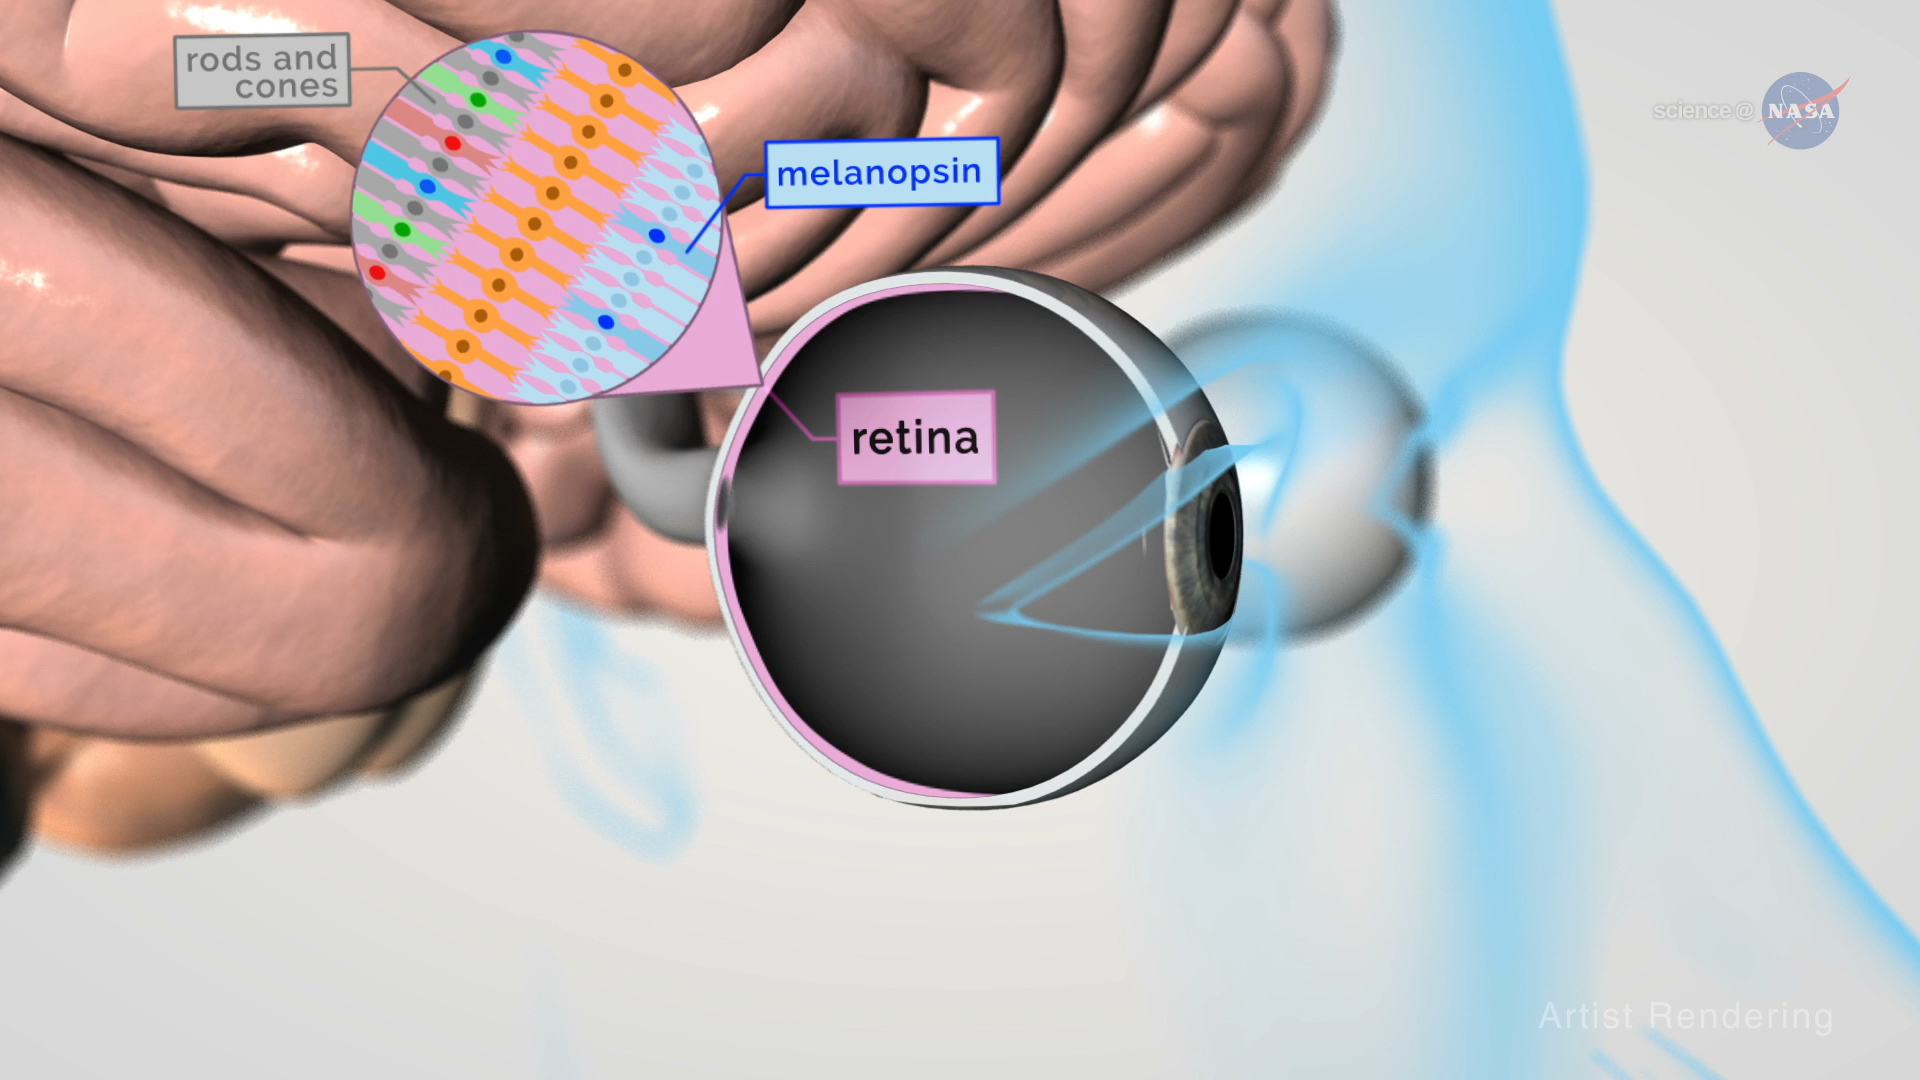 rods and
cones
science @ NASA
melanopsin
retina
Artist Rendering